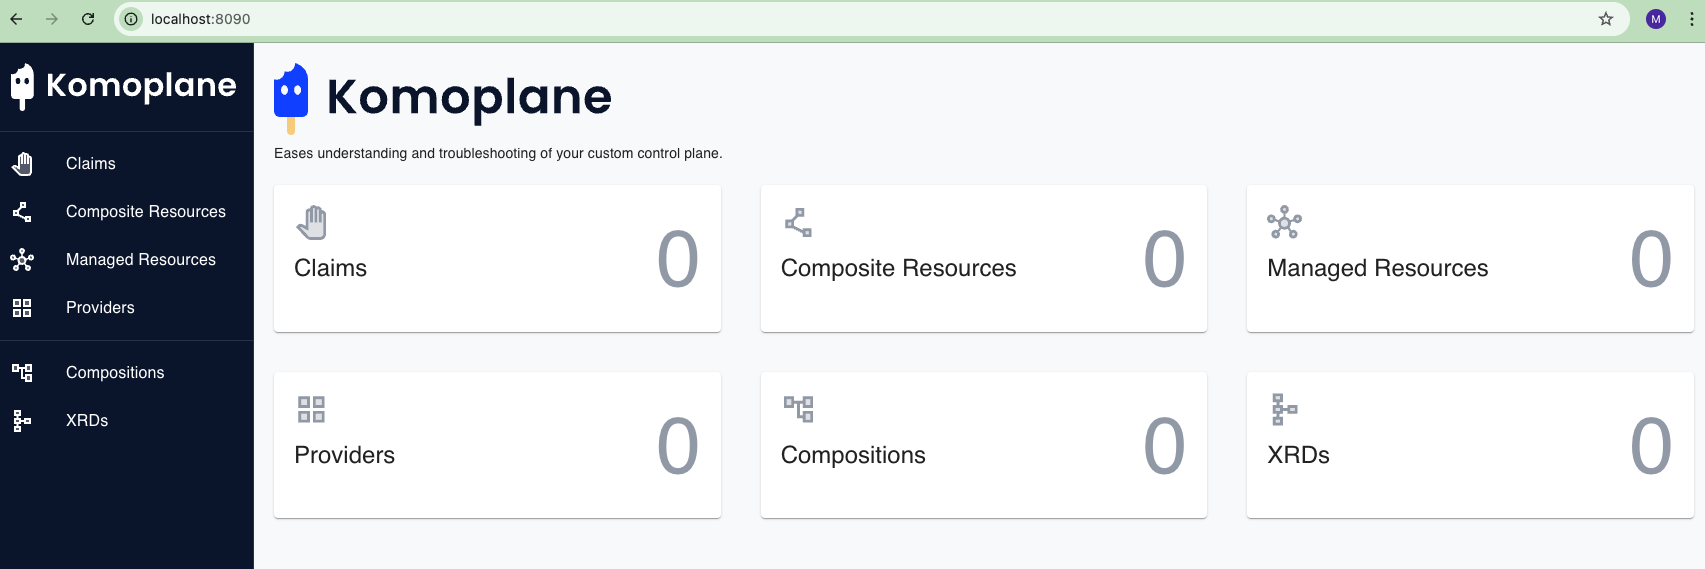 localhost:8090
M
Komoplane
Claims
Composite Resources
Managed Resources
Providers
Compositions
XRDs
Komoplane
Eases understanding and troubleshooting of your custom control plane.
Claims 0
Composite Resources 0
Managed Resources 0
Providers 0
Compositions 0
XRDs 0